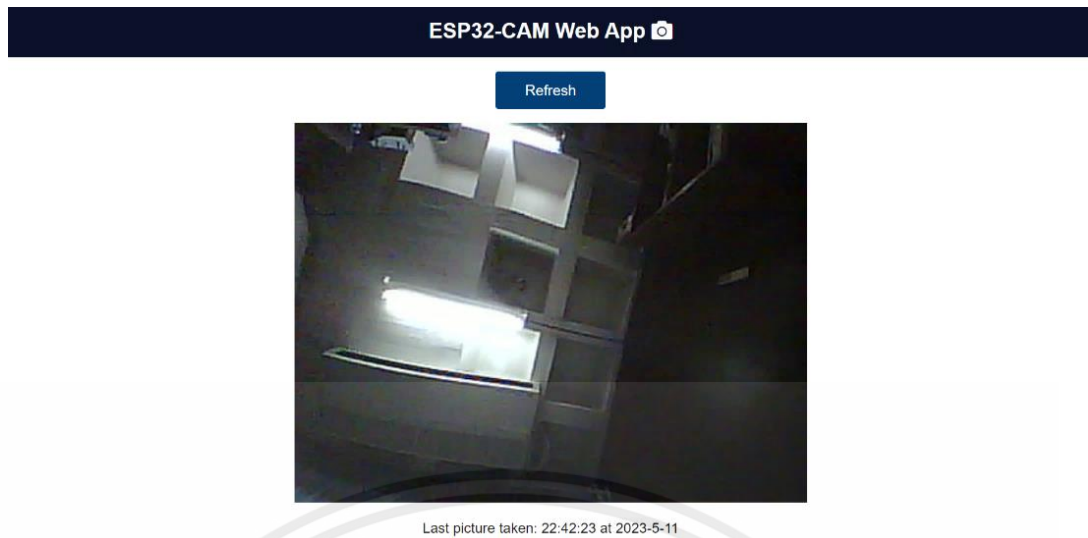 ESP32-CAM Web App
Refresh
Last picture taken: 22:42:23 at 2023-5-11